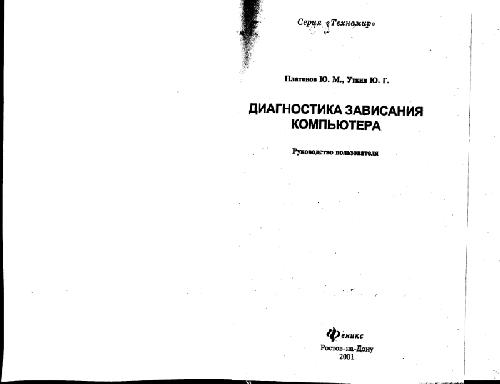 Серия «Техномир»
Платонов Ю. М., Уткин Ю. Г.
ДИАГНОСТИКА ЗАВИСАНИЯ
КОМПЬЮТЕРА
Руководство пользователя
Феникс
Ростов-на-Дону
2001